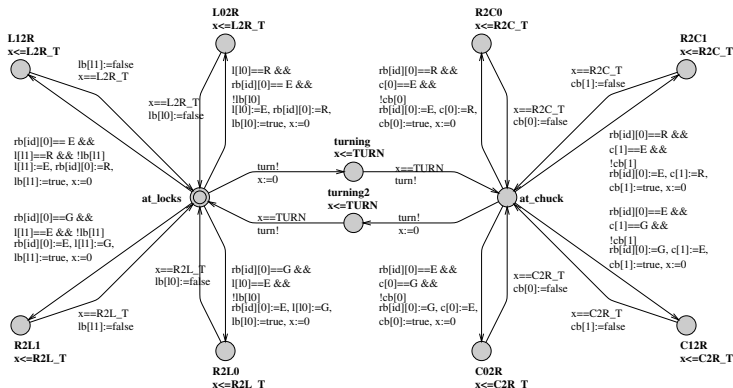 L12R
x<=L2R_T
L02R
x<=L2R_T
R2C0
x<=R2C_T
R2C1
x<=R2C_T
lb[l1]:=false
x==L2R_T
x==L2R_T
lb[l0]:=false
l[l0]==R &&
rb[id][0]== E &&
!lb[l0]
l[l0]:=E, rb[id][0]:=R,
lb[l0]:=true, x:=0
rb[id][0]==R &&
c[0]==E &&
!cb[0]
rb[id][0]:=E, c[0]:=R,
cb[0]:=true, x:=0
x==R2C_T
cb[0]:=false
x==R2C_T
cb[1]:=false
rb[id][0]== E &&
l[l1]==R && !lb[l1]
l[l1]:=E, rb[id][0]:=R,
lb[l1]:=true, x:=0
rb[id][0]==R &&
c[1]==E &&
!cb[1]
rb[id][0]:=E, c[1]:=R,
cb[1]:=true, x:=0
turning
x<=TURN
turn!
x:=0
x==TURN
turn!
at_locks
at_chuck
turning2
x<=TURN
x==TURN
turn!
turn!
x:=0
rb[id][0]==G &&
l[l1]==E && !lb[l1]
rb[id][0]:=E, l[l1]:=G,
lb[l1]:=true, x:=0
rb[id][0]==E &&
c[1]==G &&
!cb[1]
rb[id][0]:=G, c[1]:=E,
cb[1]:=true, x:=0
x==R2L_T
lb[l0]:=false
rb[id][0]==G &&
l[l0]==E &&
!lb[l0]
rb[id][0]:=E, l[l0]:=G,
lb[l0]:=true, x:=0
rb[id][0]==E &&
c[0]==G &&
!cb[0]
rb[id][0]:=G, c[0]:=E,
cb[0]:=true, x:=0
x==C2R_T
cb[0]:=false
x==R2L_T
lb[l1]:=false
x==C2R_T
cb[1]:=false
R2L1
x<=R2L_T
R2L0
x<=R2L_T
C02R
x<=C2R_T
C12R
x<=C2R_T